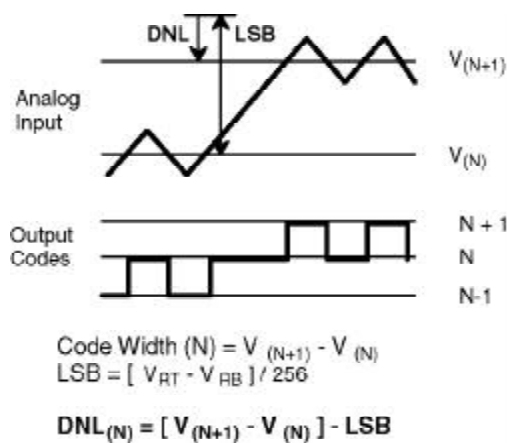 DNL LSB
V(N+1)
Analog
Input
V(N)
Output
Codes
N + 1
N
N-1
Code Width (N) = V (N+1) - V (N)
LSB = [ VRT - VRB ] / 256
DNL(N) = [ V(N+1) - V (N) ] - LSB